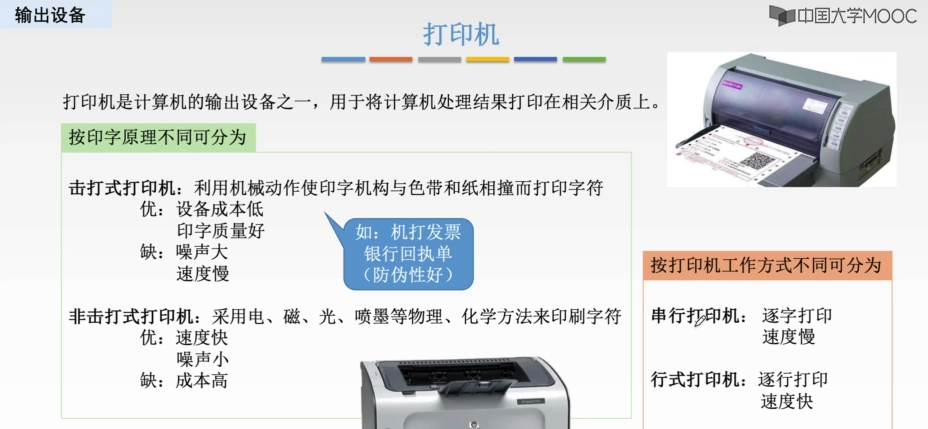 输出设备
中国大学MOOC
打印机
打印机是计算机的输出设备之一，用于将计算机处理结果打印在相关介质上。
按印字原理不同可分为
击打式打印机：利用机械动作使印字机构与色带和纸相撞而打印字符
优：设备成本低
印字质量好
缺：噪声大
速度慢
如：机打发票
银行回执单
（防伪性好）
非击打式打印机：采用电、磁、光、喷墨等物理、化学方法来印刷字符
优：速度快
噪声小
缺：成本高
按打印机工作方式不同可分为
串行打印机：逐字打印
速度慢
行式打印机：逐行打印
速度快